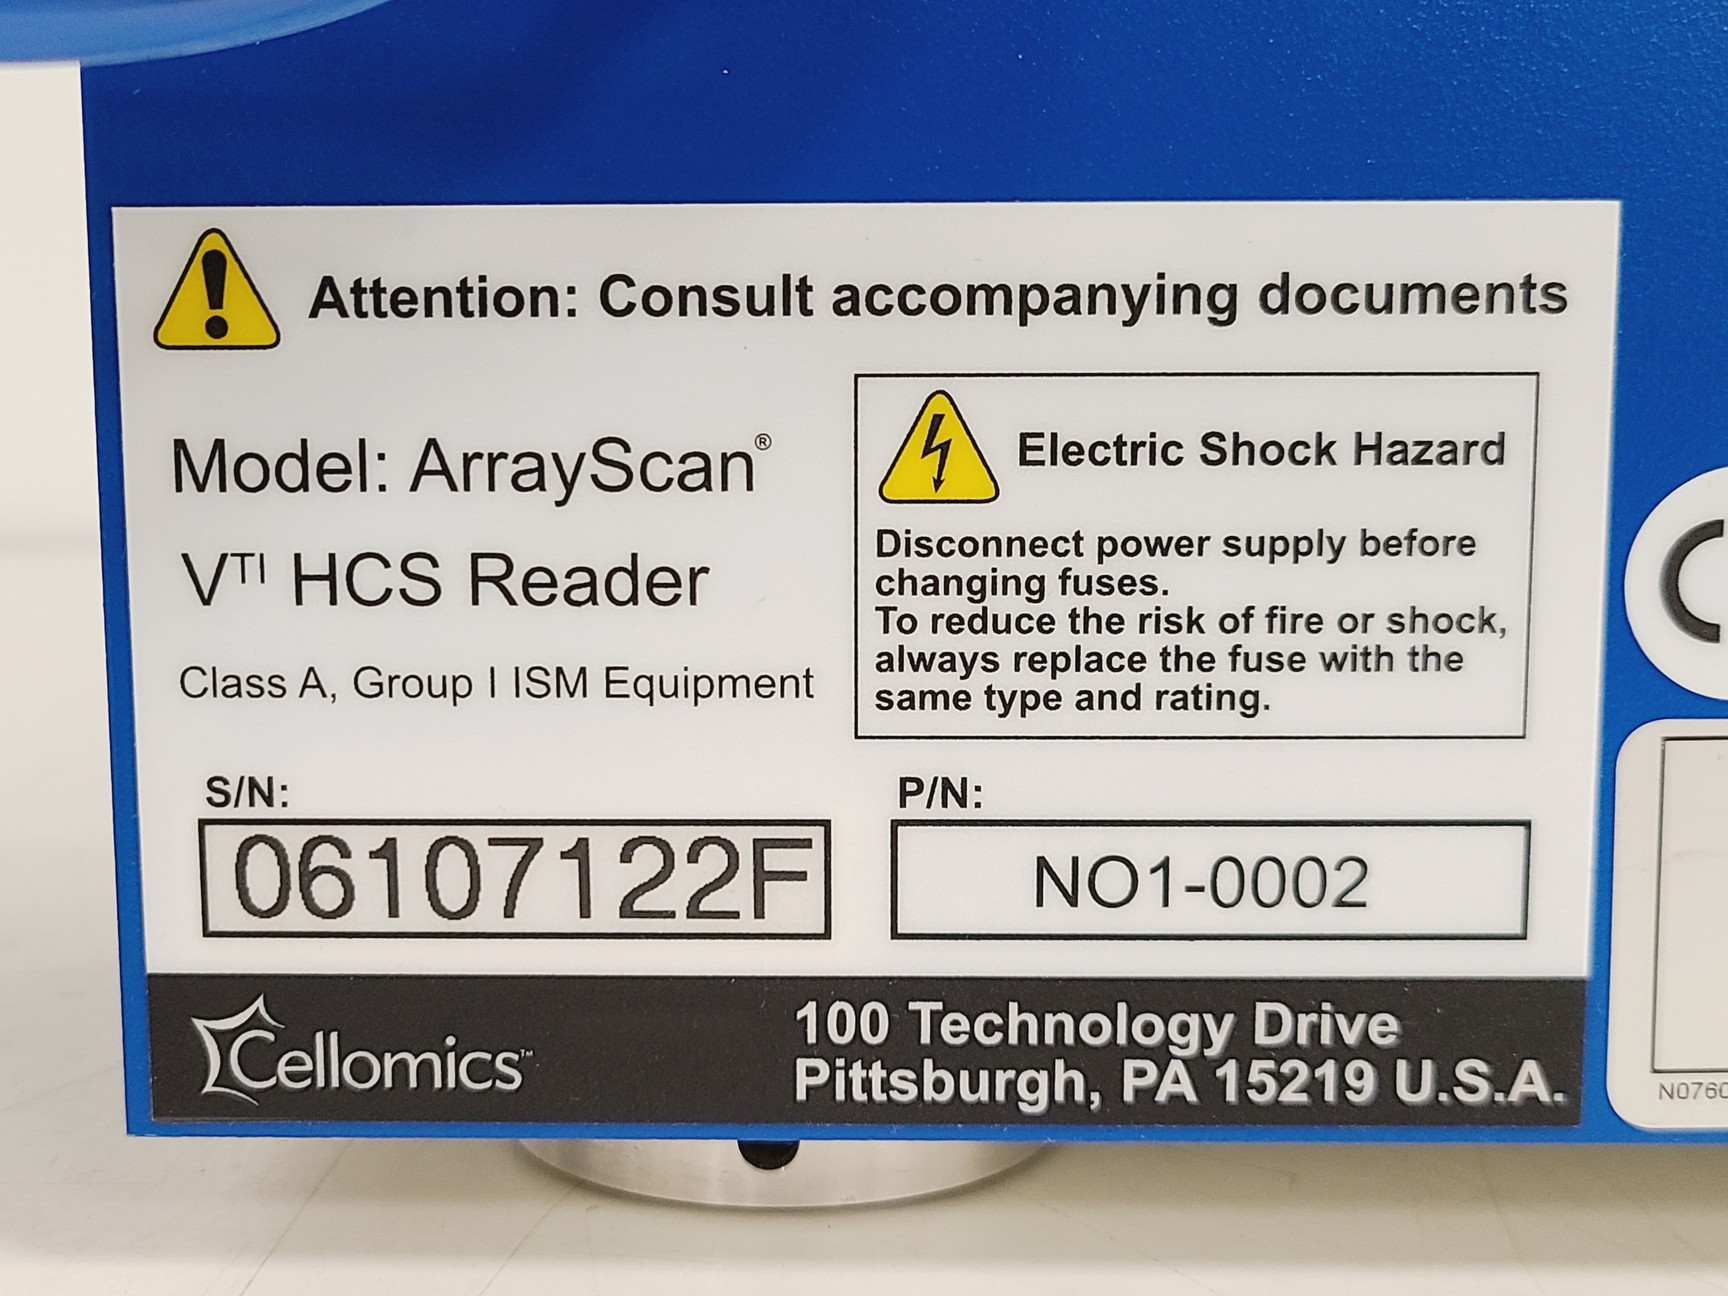 Attention: Consult accompanying documents
Model: ArrayScan®
VTI HCS Reader
Class A, Group I ISM Equipment
Electric Shock Hazard
Disconnect power supply before
changing fuses.
To reduce the risk of fire or shock,
always replace the fuse with the
same type and rating.
S/N:
06107122F
P/N:
NO1-0002
Cellomics™
100 Technology Drive
Pittsburgh, PA 15219 U.S.A.